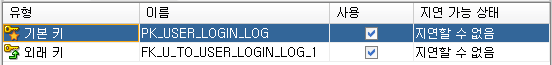 유형 이름 사용 지연 가능 상태
기본 키 PK_USER_LOGIN_LOG 지연할 수 없음
외래 키 FK_U_TO_USER_LOGIN_LOG_1 지연할 수 없음